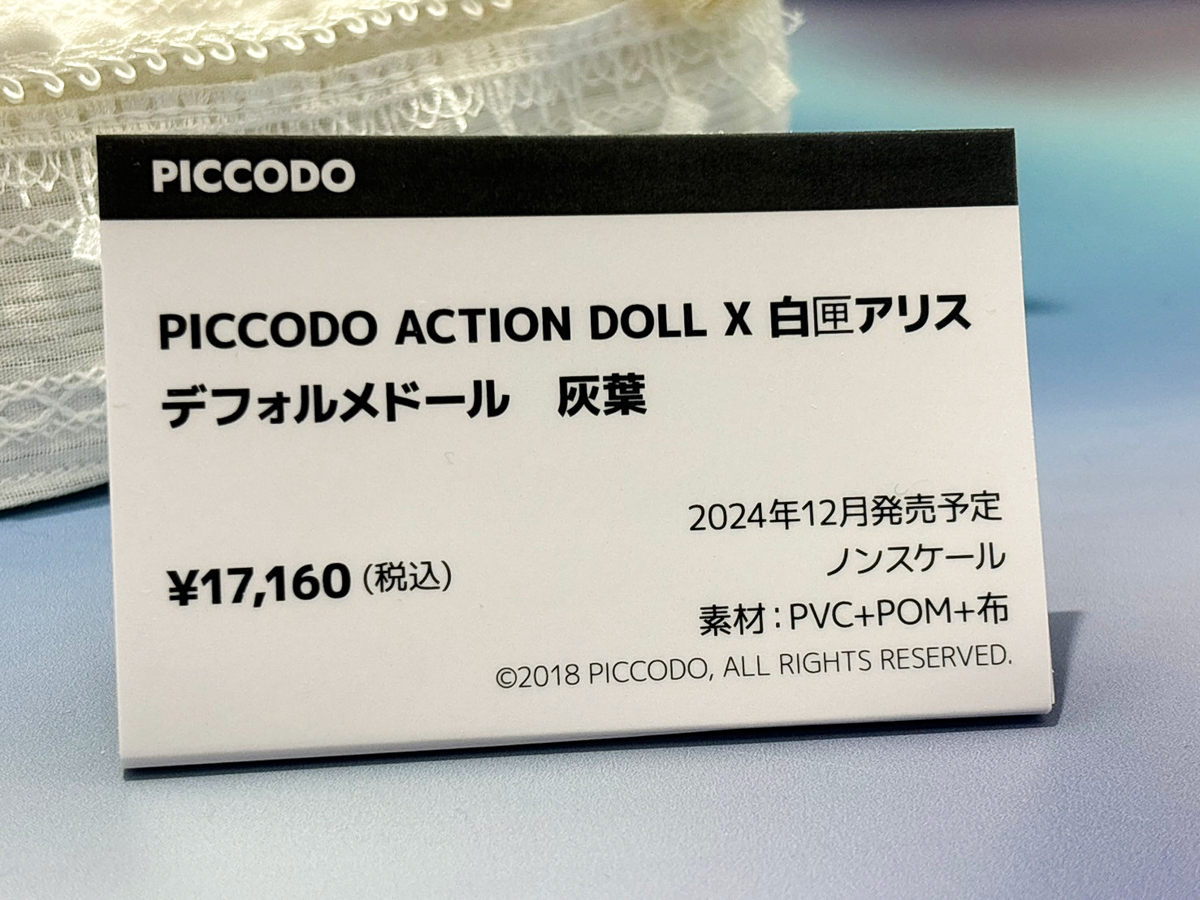 PICCODO
PICCODO ACTION DOLL X 白匣アリス
デフォルメドール　灰葉
2024年12月発売予定
ノンスケール
¥17,160 (税込)
素材：PVC+POM+布
©2018 PICCODO, ALL RIGHTS RESERVED.